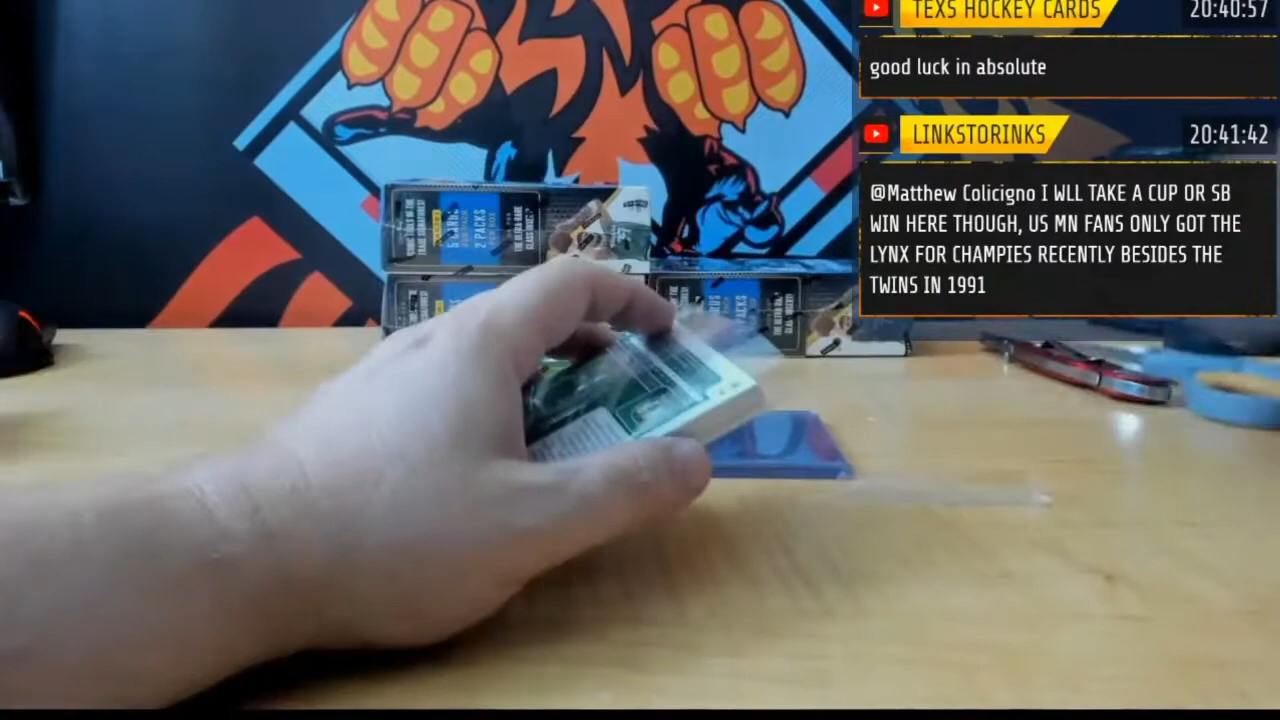 TEXS HOCKEY CARDS
20:40:57
good luck in absolute
LINKSTORINKS
20:41:42
@Matthew Colicigno I WLL TAKE A CUP OR SB
WIN HERE THOUGH, US MN FANS ONLY GOT THE
LYNX FOR CHAMPIES RECENTLY BESIDES THE
TWINS IN 1991
2 PACKS